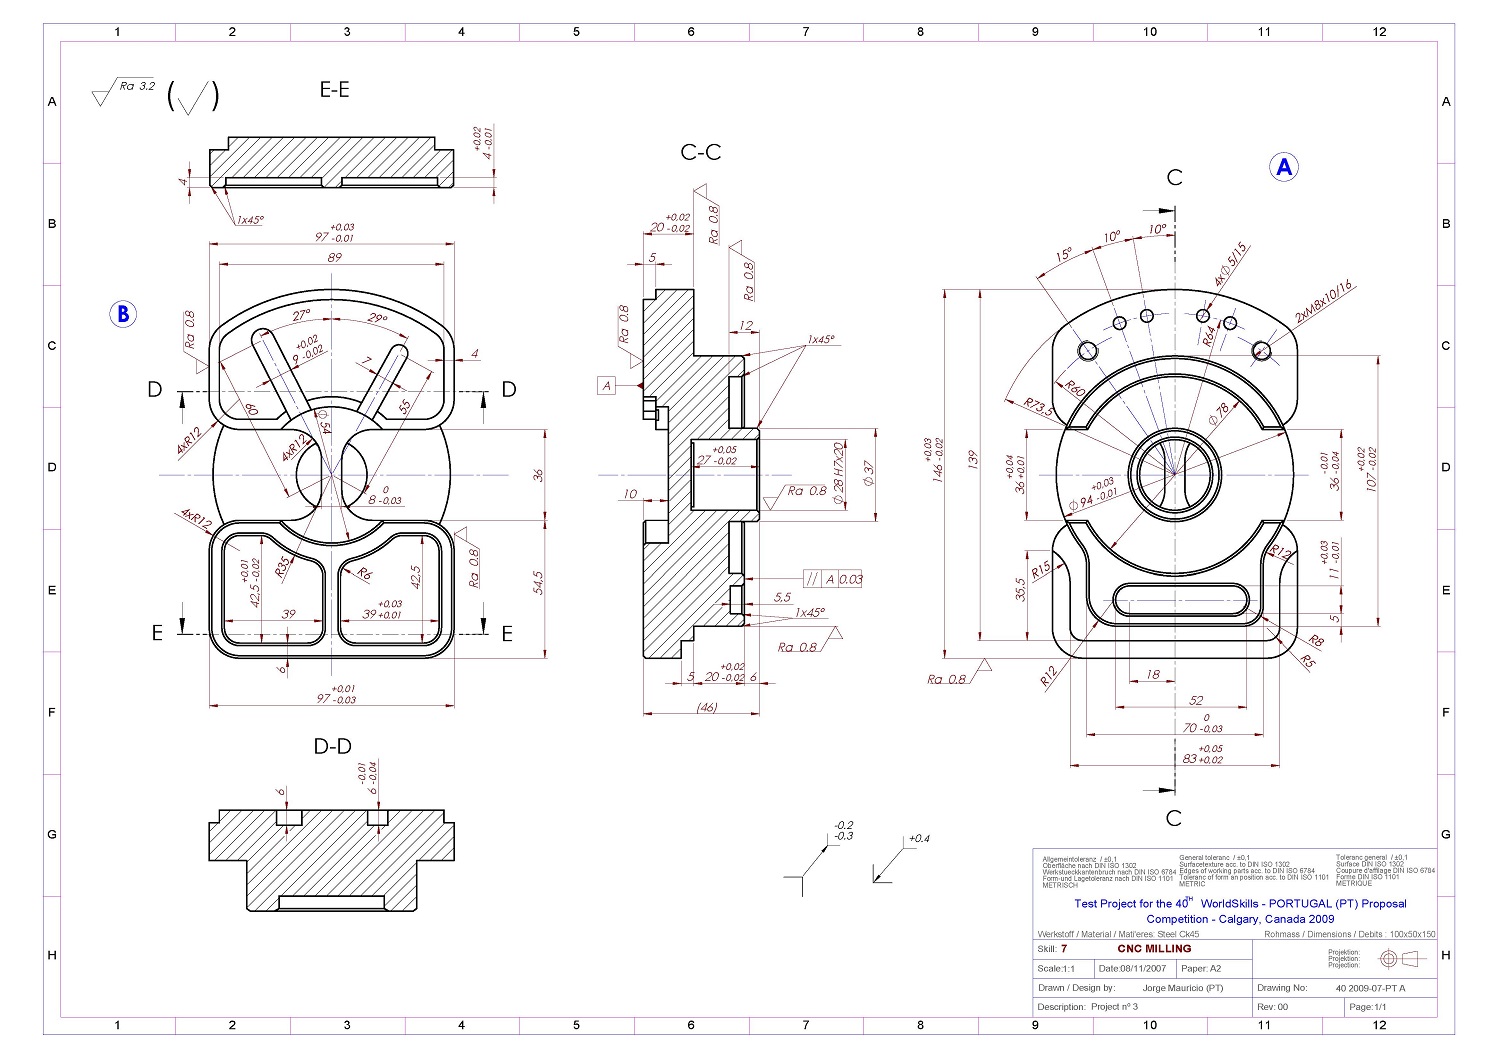 1 2 3 4 5 6 7 8 9 10 11 12
A A
B B
C C
D D
E E
F F
G G
H H
Ra 3.2
( )
E-E
+0.02
4 -0.01
4
1x45°
+0.03
97 -0.01
89
B
Ra 0.8
27° 29°
+0.02
9 -0.02
7
4
D D
60
55
∅54
4xR12
4xR12
36
0
8 -0.03
4xR12
Ra 0.8
R35
R6
+0.01
42,5 -0.02
42,5
54,5
39
+0.03
39 +0.01
E E
6
+0.01
97 -0.03
D-D
6
-0.01
6 -0.04
C-C
+0.02
20 -0.02
Ra 0.8
5
Ra 0.8
Ra 0.8
12
1x45°
A
+0,05
27 -0.02
∅28 H7x20
∅37
10
Ra 0.8
// A 0.03
5,5
1x45°
Ra 0.8
+0.02
5 20 -0.02 6
(46)
-0.2
-0.3
+0.4
A
C
15° 10° 10°
4x∅5/15
2xM8x10/16
R64
R60
R73,5
∅78
+0.03
146 -0.02
139
+0.04
36 +0.01
+0.03
∅94 -0.01
-0.01
36 -0.04
+0.02
107 -0.02
R12
R15
35,5
+0.03
11 -0.01
5
R8
R5
R12
Ra 0.8
18
52
0
70 -0,03
+0.05
83 +0.02
C
Allgemeintoleranz / ±0,1
Oberfläche nach DIN ISO 1302
Werkstueckkantenbruch nach DIN ISO 6784
Form-und Lagetoleranz nach DIN ISO 1101
METRISCH
General toleranc / ±0,1
Surfacetexture acc. to DIN ISO 1302
Edges of working parts acc. to DIN ISO 6784
Toleranc of form an position acc. to DIN ISO 1101
METRIC
Toleranc general / ±0,1
Surface DIN ISO 1302
Coupure d'affilage DIN ISO 6784
Forme DIN ISO 1101
METRIQUE
Test Project for the 40TH WorldSkills - PORTUGAL (PT) Proposal
Competition - Calgary, Canada 2009
Werkstoff / Material / Mati'eres: Steel Ck45 Rohmass / Dimensions / Debits : 100x50x150
Skill: 7 CNC MILLING
Projektion:
Projektion:
Projection:
Scale:1:1 Date:08/11/2007 Paper: A2
Drawn / Design by: Jorge Mauricio (PT) Drawing No: 40 2009-07-PT A
Description: Project nº 3 Rev: 00 Page:1/1
1 2 3 4 5 6 7 8 9 10 11 12